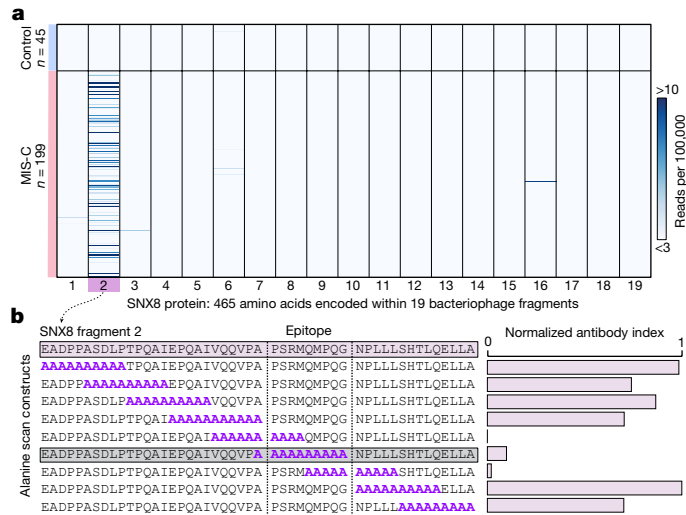 a
Control
n = 45
MIS-C
n = 199
>10
Reads per 100,000
<3
1 2 3 4 5 6 7 8 9 10 11 12 13 14 15 16 17 18 19
SNX8 protein: 465 amino acids encoded within 19 bacteriophage fragments
b
SNX8 fragment 2 Epitope
Normalized antibody index
0 1
Alanine scan constructs
EADPPASDLPTPQAIEPQAIVQQVPA PSRMQMPQG NPLLLSHTLQELLA
AAAAAAAAAATPQAIEPQAIVQQVPA PSRMQMPQG NPLLLSHTLQELLA
EADPPAAAAAAAAAAEPQAIVQQVPA PSRMQMPQG NPLLLSHTLQELLA
EADPPASDLPAAAAAAAAAAVQQVPA PSRMQMPQG NPLLLSHTLQELLA
EADPPASDLPTPQAIAAAAAAAAAAA PSRMQMPQG NPLLLSHTLQELLA
EADPPASDLPTPQAIEPQAIAAAAAA AAAAQMPQG NPLLLSHTLQELLA
EADPPASDLPTPQAIEPQAIVQQVPA AAAAAAAAA NPLLLSHTLQELLA
EADPPASDLPTPQAIEPQAIVQQVPA PSRMAAAAA AAAAASHTLQELLA
EADPPASDLPTPQAIEPQAIVQQVPA PSRMQMPQG AAAAAAAAAAELLA
EADPPASDLPTPQAIEPQAIVQQVPA PSRMQMPQG NPLLLAAAAAAAAA